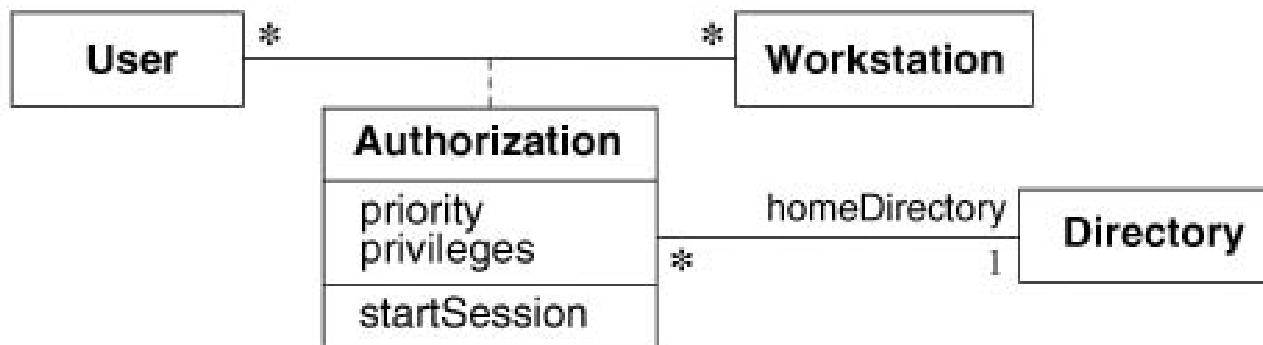 User * * Workstation
Authorization
priority
privileges
homeDirectory
* 1
Directory
startSession